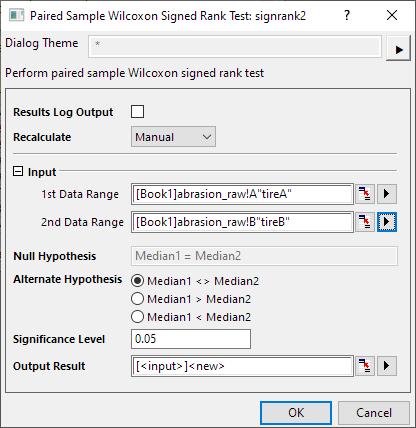 Paired Sample Wilcoxon Signed Rank Test: signrank2
Dialog Theme *
Perform paired sample Wilcoxon signed rank test
Results Log Output
Recalculate Manual
Input
1st Data Range [Book1]abrasion_raw!A"tireA"
2nd Data Range [Book1]abrasion_raw!B"tireB"
Null Hypothesis Median1 = Median2
Alternate Hypothesis Median1 <> Median2
Median1 > Median2
Median1 < Median2
Significance Level 0.05
Output Result [<input>]<new>
OK Cancel